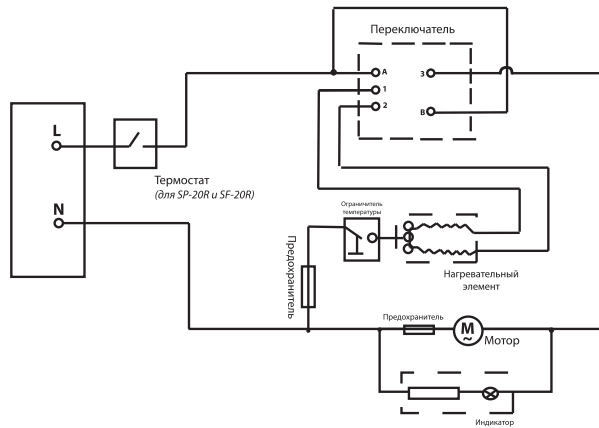 Переключатель
A
3
1
2
B
L
Термостат
(для SP-20R и SF-20R)
N
Ограничитель
температуры
Предохранитель
Нагревательный
элемент
Предохранитель
M
~
Мотор
Индикатор